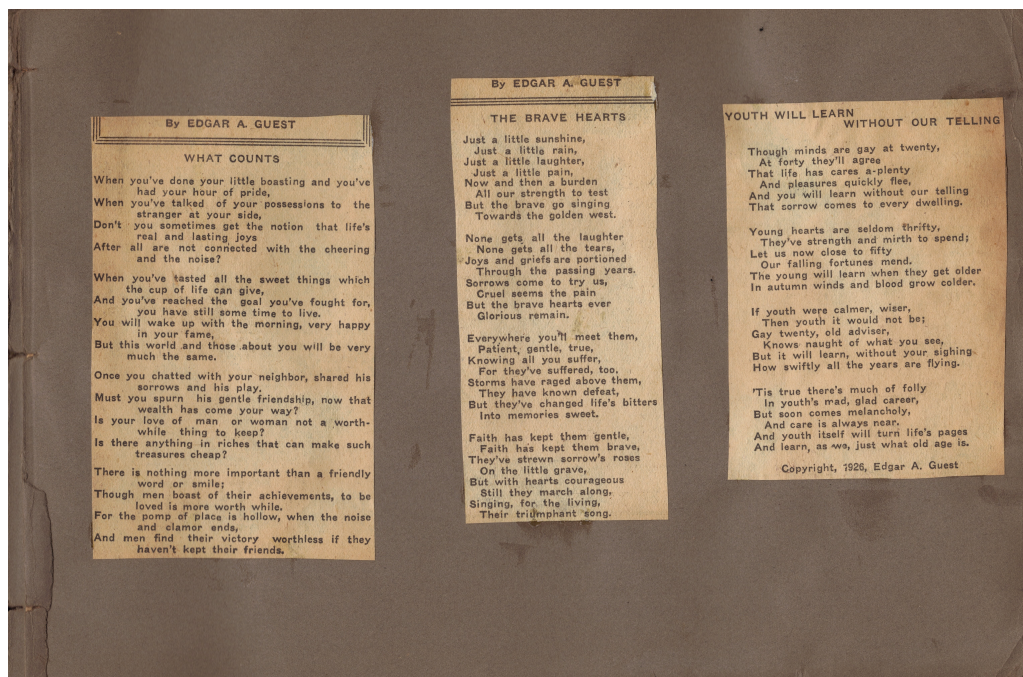 By EDGAR A. GUEST
WHAT COUNTS
When you've done your little boasting and you've
had your hour of pride,
When you've talked of your possessions to the
stranger at your side,
Don't you sometimes get the notion that life's
real and lasting joys
After all are not connected with the cheering
and the noise?
When you've tasted all the sweet things which
the cup of life can give,
And you've reached the goal you've fought for,
you have still some time to live.
You will wake up with the morning, very happy
in your fame,
But this world and those about you will be very
much the same.
Once you chatted with your neighbor, shared his
sorrows and his play.
Must you spurn his gentle friendship, now that
wealth has come your way?
Is your love of man or woman not a worth-
while thing to keep?
Is there anything in riches that can make such
treasures cheap?
There is nothing more important than a friendly
word or smile;
Though men boast of their achievements, to be
loved is more worth while.
For the pomp of place is hollow, when the noise
and clamor ends,
And men find their victory worthless if they
haven't kept their friends.
By EDGAR A. GUEST
THE BRAVE HEARTS
Just a little sunshine,
Just a little rain,
Just a little laughter,
Just a little pain,
Now and then a burden
All our strength to test
But the brave go singing
Towards the golden west.
None gets all the laughter
None gets all the tears,
Joys and griefs are portioned
Through the passing years.
Sorrows come to try us,
Cruel seems the pain
But the brave hearts ever
Glorious remain.
Everywhere you'll meet them,
Patient, gentle, true,
Knowing all you suffer,
For they've suffered, too.
Storms have raged above them,
They have known defeat,
But they've changed life's bitters
Into memories sweet.
Faith has kept them gentle,
Faith has kept them brave,
They've strewn sorrow's roses
On the little grave,
But with hearts courageous
Still they march along,
Singing, for the living,
Their triumphant song.
YOUTH WILL LEARN
WITHOUT OUR TELLING
Though minds are gay at twenty,
At forty they'll agree
That life has cares a-plenty
And pleasures quickly flee,
And you will learn without our telling
That sorrow comes to every dwelling.
Young hearts are seldom thrifty,
They've strength and mirth to spend;
Let us now close to fifty
Our falling fortunes mend.
The young will learn when they get older
In autumn winds and blood grow colder.
If youth were calmer, wiser,
Then youth it would not be;
Gay twenty, old adviser,
Knows naught of what you see,
But it will learn, without your sighing
How swiftly all the years are flying.
'Tis true there's much of folly
In youth's mad, glad career,
But soon comes melancholy,
And care is always near.
And youth itself will turn life's pages
And learn, as we, just what old age is.
Copyright, 1926, Edgar A. Guest